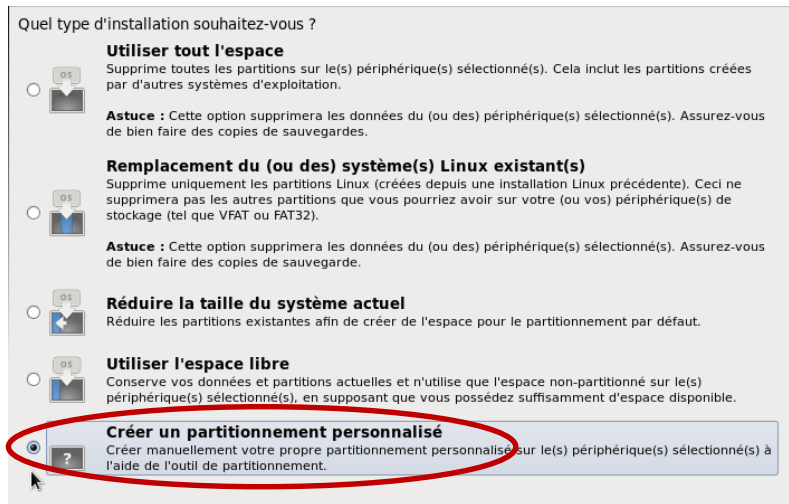 Quel type d'installation souhaitez-vous ?
Utiliser tout l'espace
Supprime toutes les partitions sur le(s) périphérique(s) sélectionné(s). Cela inclut les partitions créées
par d'autres systèmes d'exploitation.
Astuce : Cette option supprimera les données du (ou des) périphérique(s) sélectionné(s). Assurez-vous
de bien faire des copies de sauvegardes.
Remplacement du (ou des) système(s) Linux existant(s)
Supprime uniquement les partitions Linux (créées depuis une installation Linux précédente). Ceci ne
supprimera pas les autres partitions que vous pourriez avoir sur votre (ou vos) périphérique(s) de
stockage (tel que VFAT ou FAT32).
Astuce : Cette option supprimera les données du (ou des) périphérique(s) sélectionné(s). Assurez-vous
de bien faire des copies de sauvegarde.
Réduire la taille du système actuel
Réduire les partitions existantes afin de créer de l'espace pour le partitionnement par défaut.
Utiliser l'espace libre
Conserve vos données et partitions actuelles et n'utilise que l'espace non-partitionné sur le(s)
périphérique(s) sélectionné(s), en supposant que vous possédez suffisamment d'espace disponible.
Créer un partitionnement personnalisé
Créer manuellement votre propre partitionnement personnalisé sur le(s) périphérique(s) sélectionné(s) à
l'aide de l'outil de partitionnement.
OS
OS
OS
OS
?